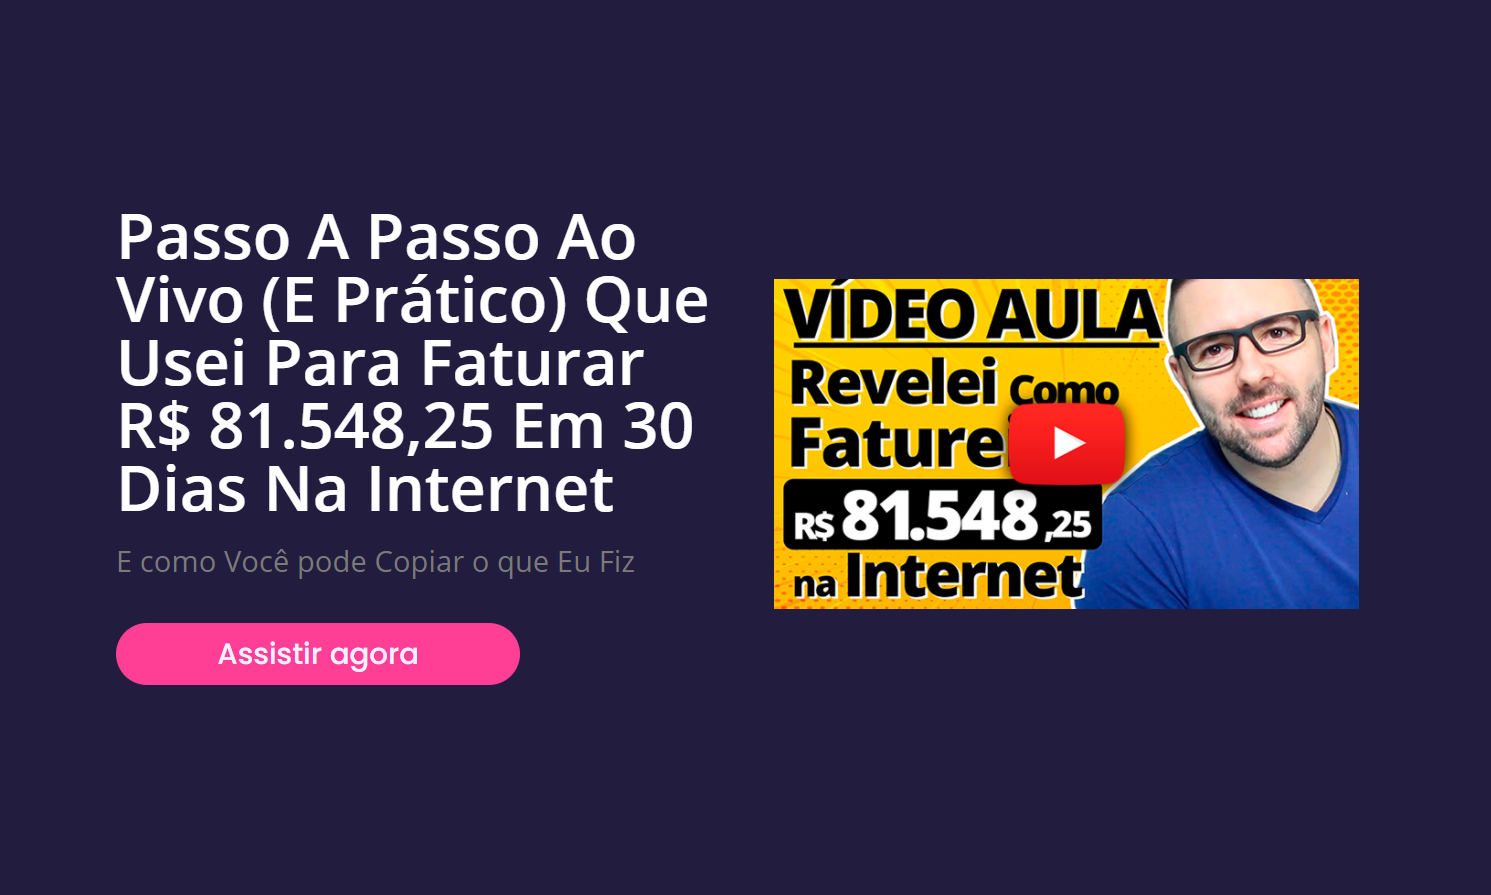 Passo A Passo Ao
Vivo (E Prático) Que
Usei Para Faturar
R$ 81.548,25 Em 30
Dias Na Internet
E como Você pode Copiar o que Eu Fiz
Assistir agora
VÍDEO AULA
Revelei Como
Faturei
R$ 81.548,25
na Internet